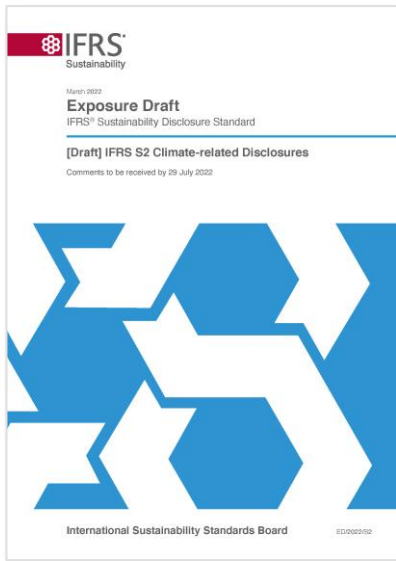 IFRS®
Sustainability
March 2022
Exposure Draft
IFRS® Sustainability Disclosure Standard
[Draft] IFRS S2 Climate-related Disclosures
Comments to be received by 29 July 2022
International Sustainability Standards Board
ED/2022/S2